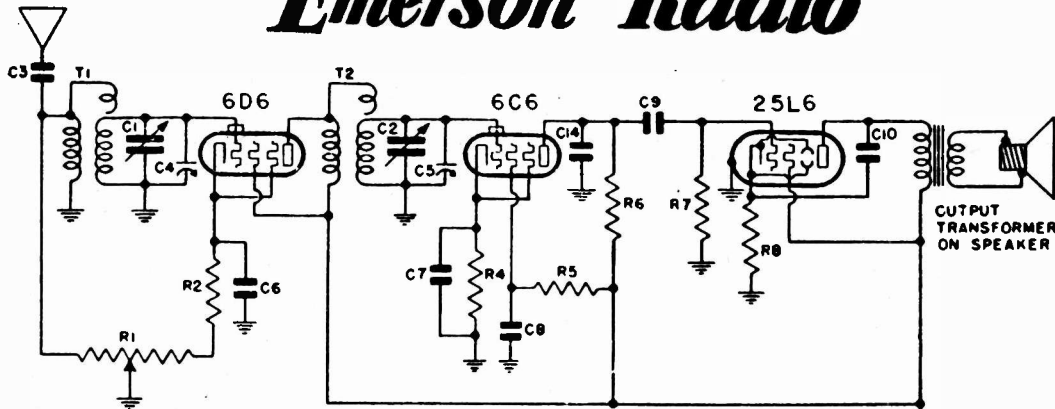 Emerson Radio
C3
T1
T2
6D6
6C6
C9
25L6
C1
C4
C2
C5
C14
C10
R6
R7
R8
CUTPUT
TRANSFORMER
ON SPEAKER
R2
C6
C7
R4
R5
C8
R1